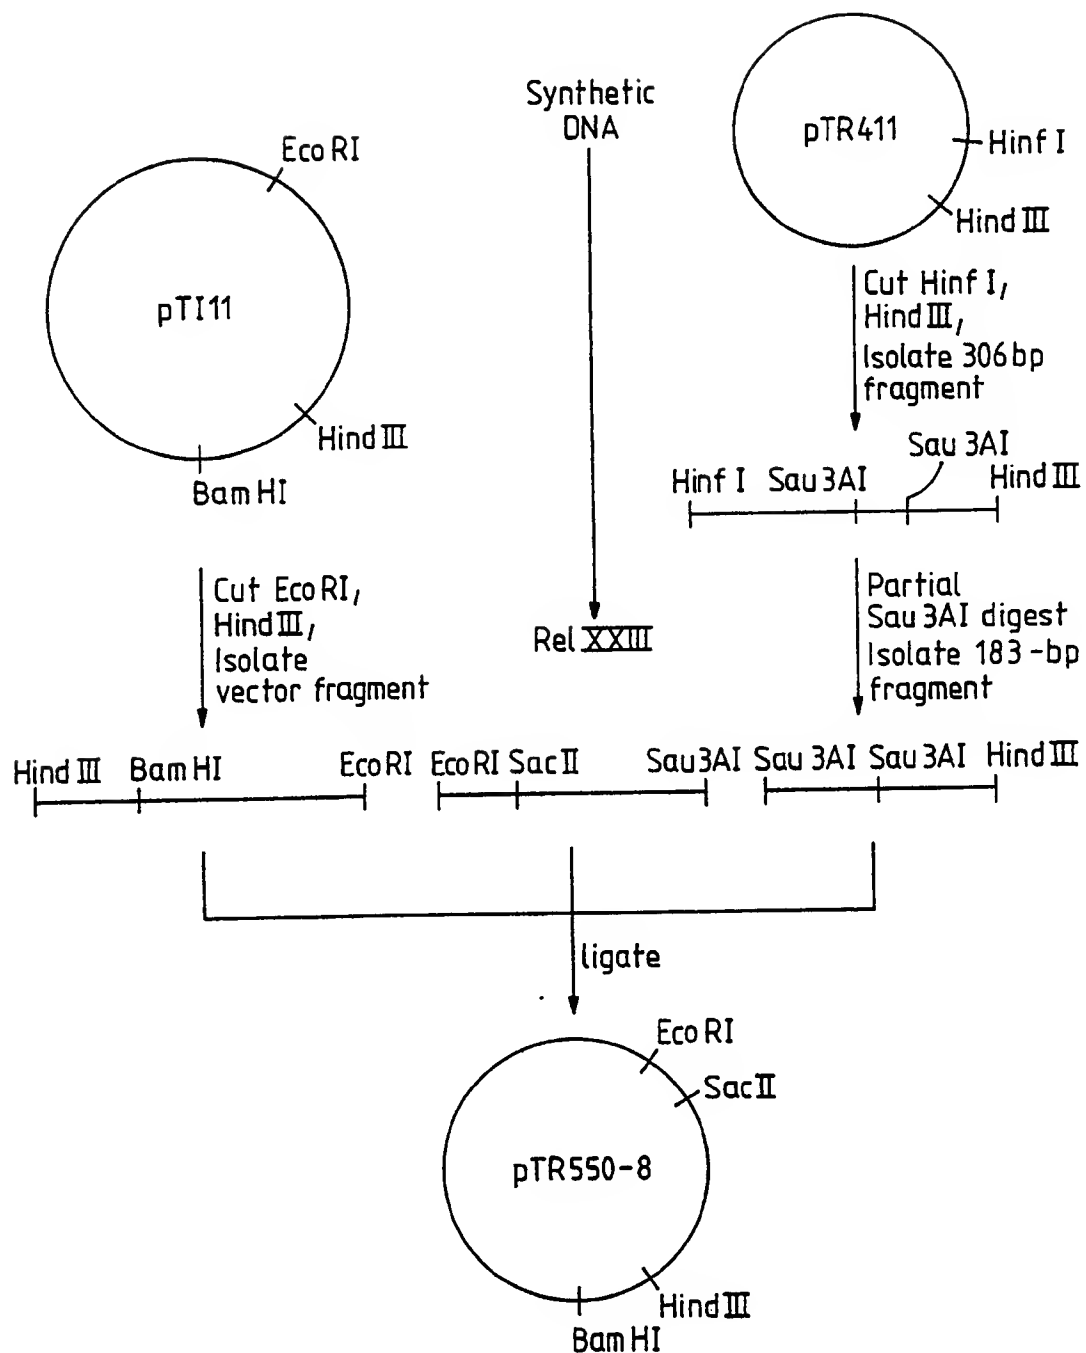 Eco RI
pTI11
Hind III
Bam HI
Cut Eco RI,
Hind III,
Isolate
vector fragment
Synthetic
DNA
Rel XXIII
pTR411
Hinf I
Hind III
Cut Hinf I,
Hind III,
Isolate 306bp
fragment
Sau 3AI
Hinf I Sau 3AI Hind III
Partial
Sau 3AI digest
Isolate 183-bp
fragment
Hind III Bam HI Eco RI Eco RI Sac II Sau 3AI Sau 3AI Sau 3AI Hind III
ligate
Eco RI
Sac II
pTR550-8
Hind III
Bam HI